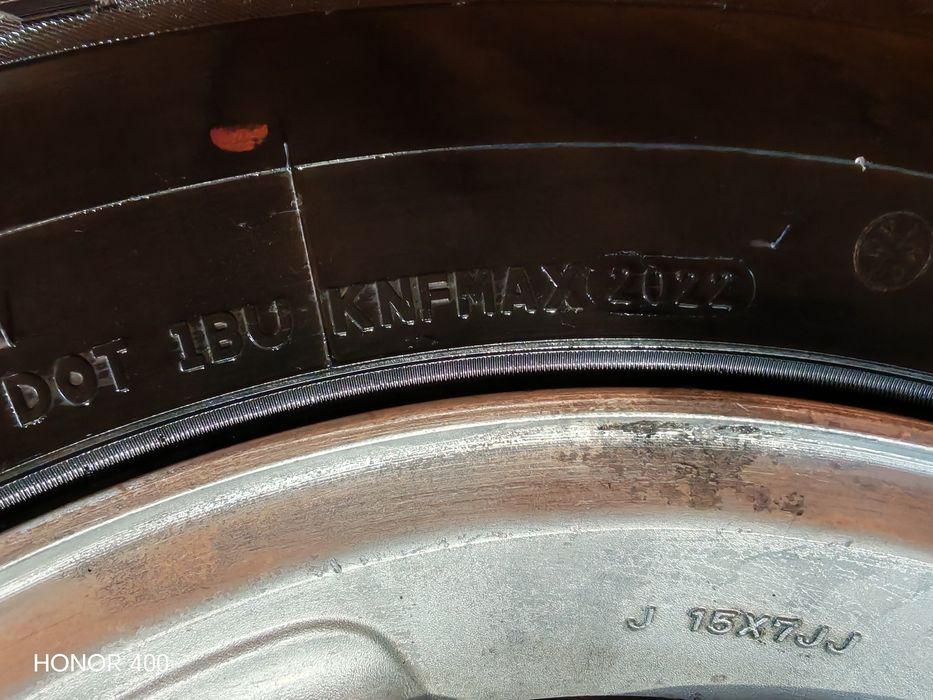 DOT 1BU KNFMAX 2022
J 15X7JJ
HONOR 400